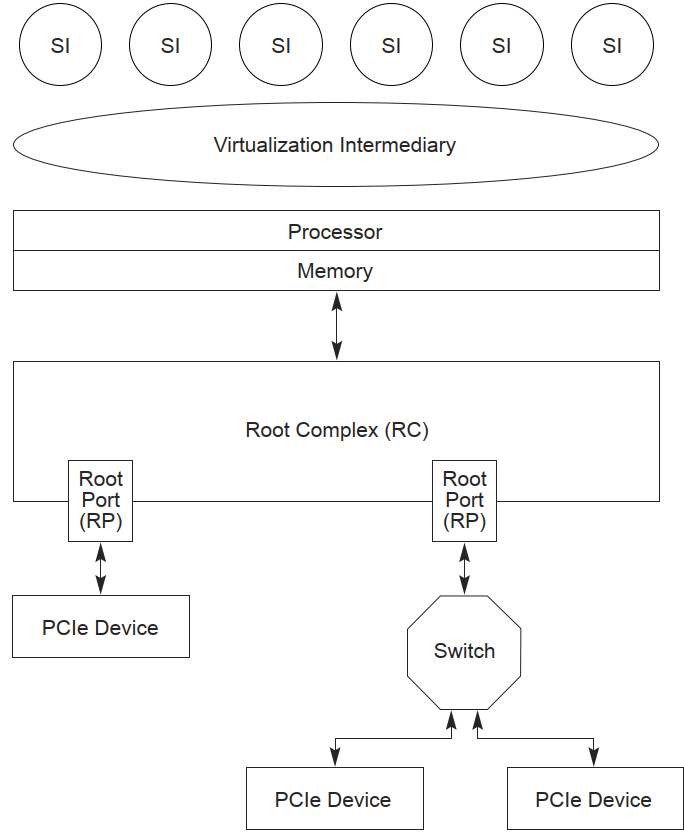 SI SI SI SI SI SI
Virtualization Intermediary
Processor
Memory
Root Complex (RC)
Root
Port
(RP)
Root
Port
(RP)
PCIe Device
Switch
PCIe Device
PCIe Device